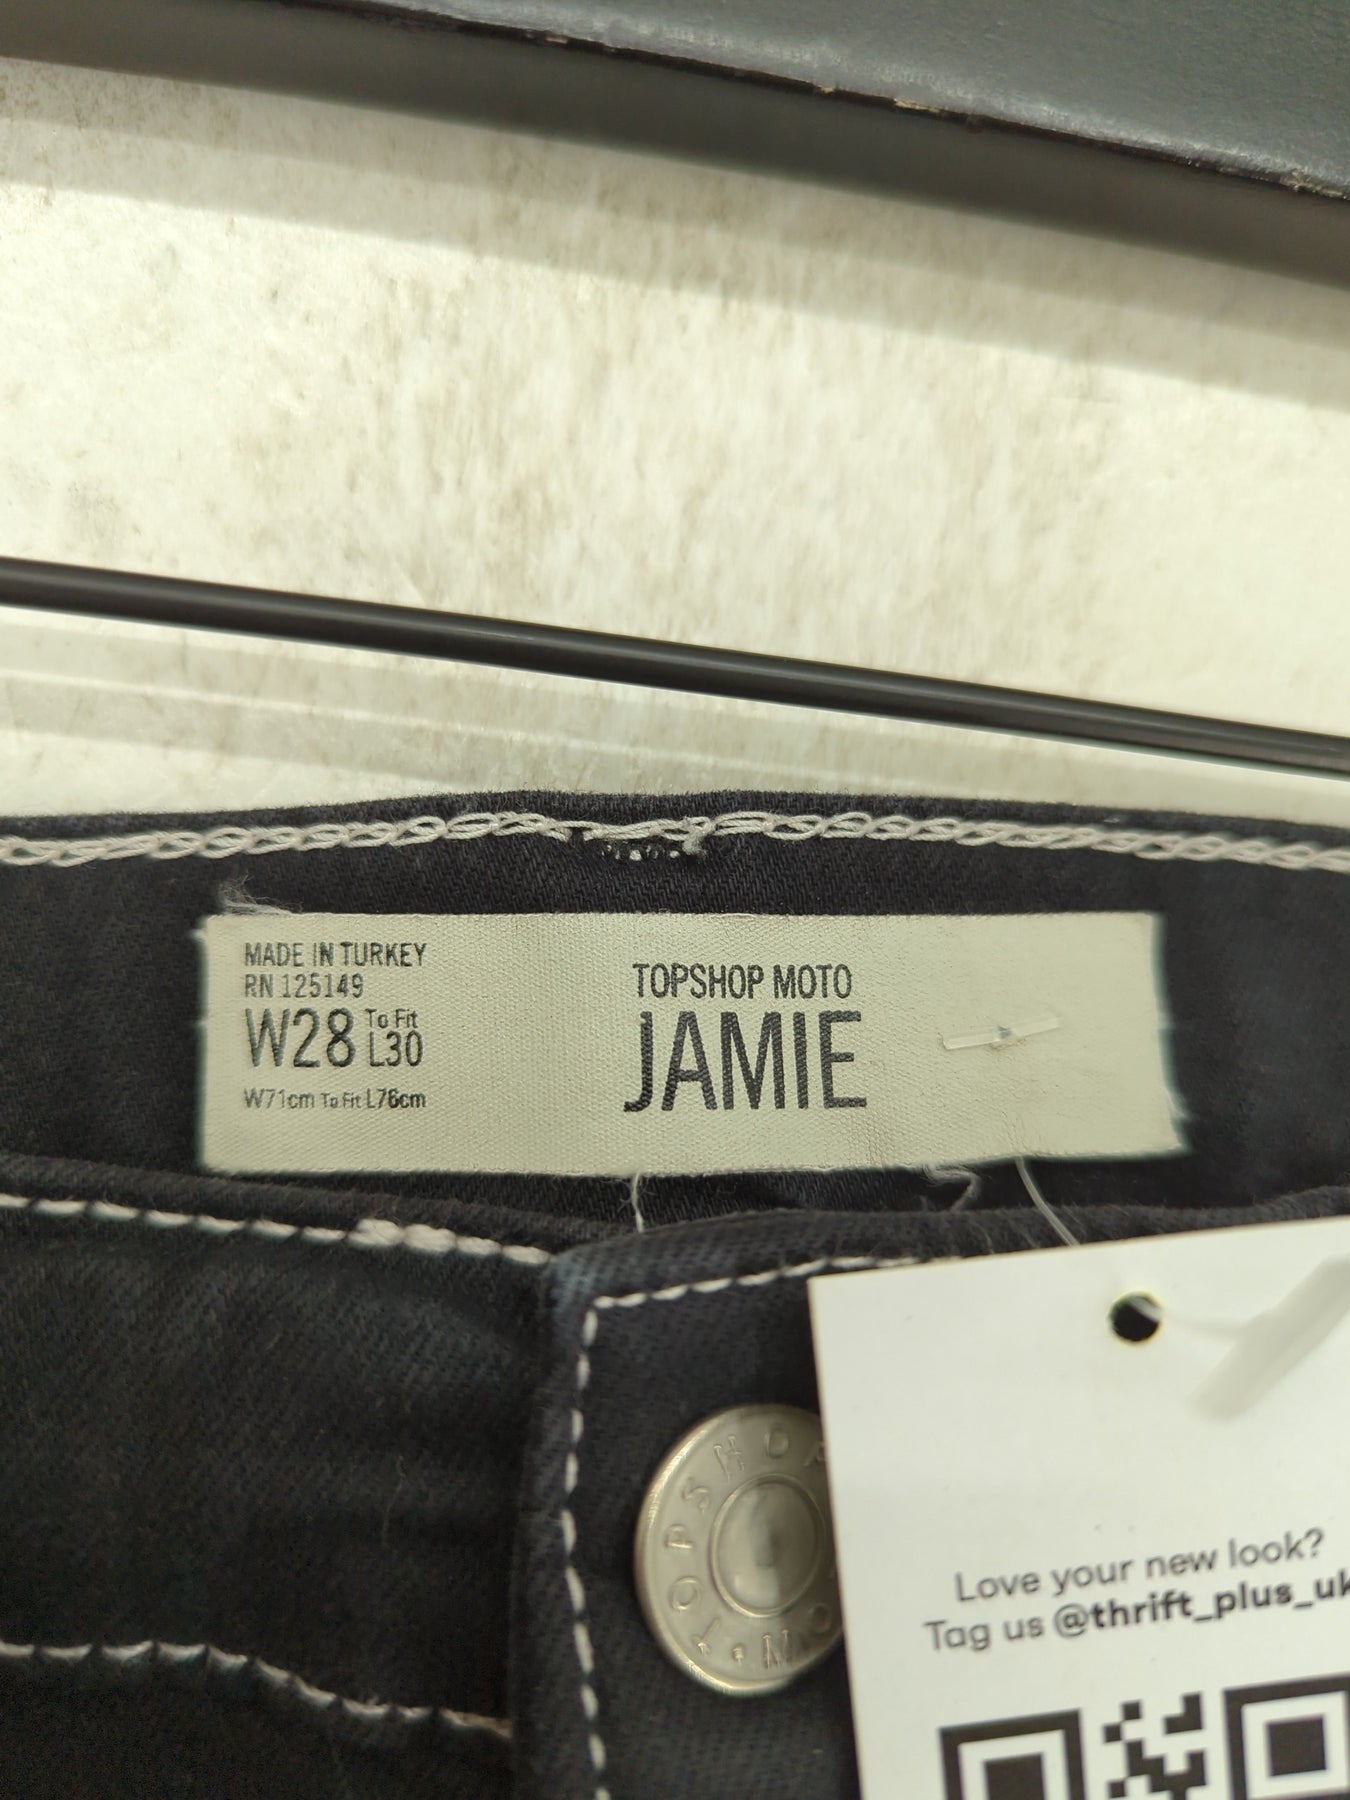 MADE IN TURKEY
RN 125149
W28 To Fit L30
W71cm To Fit L76cm
TOPSHOP MOTO
JAMIE
TOPSHOP
Love your new look?
Tag us @thrift_plus_uk